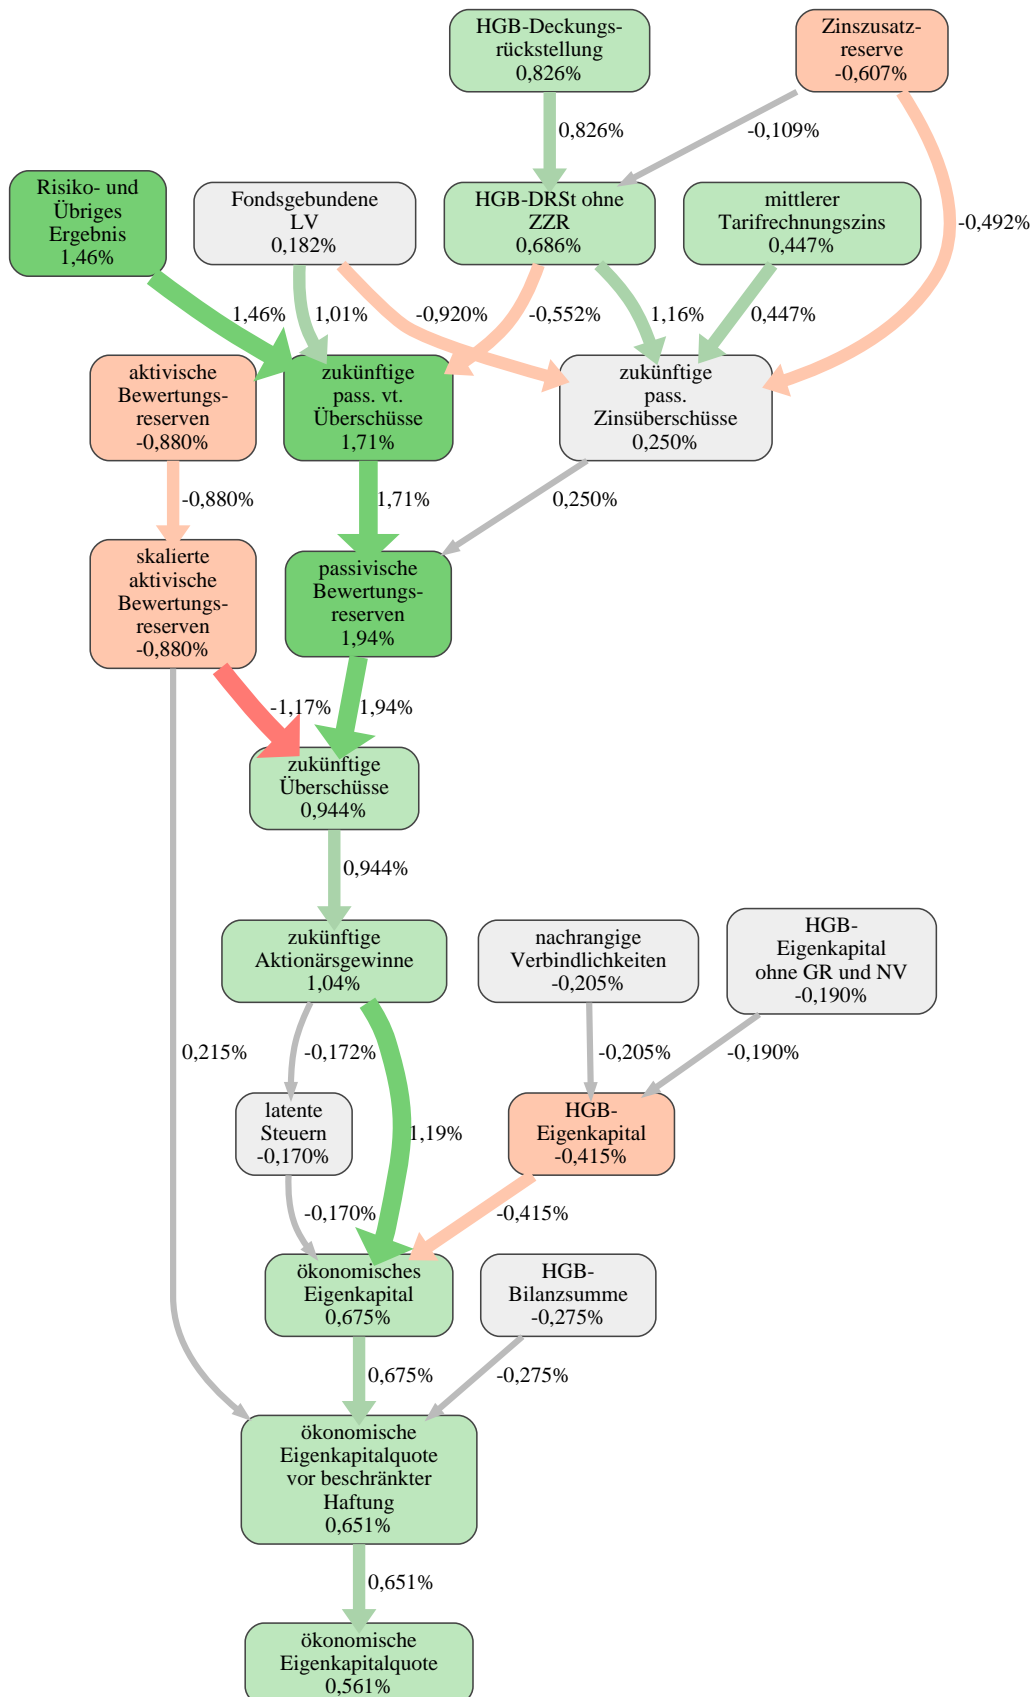 HGB-Deckungs-
rückstellung
0,826%
Zinszusatz-
reserve
-0,607%
0,826%
-0,109%
Risiko- und
Übriges
Ergebnis
1,46%
Fondsgebundene
LV
0,182%
HGB-DRSt ohne
ZZR
0,686%
mittlerer
Tarifrechnungszins
0,447%
-0,492%
1,46%
1,01%
-0,920%
-0,552%
1,16%
0,447%
aktivische
Bewertungs-
reserven
-0,880%
zukünftige
pass. vt.
Überschüsse
1,71%
zukünftige
pass.
Zinsüberschüsse
0,250%
-0,880%
1,71%
0,250%
skalierte
aktivische
Bewertungs-
reserven
-0,880%
passivische
Bewertungs-
reserven
1,94%
-1,17%
1,94%
zukünftige
Überschüsse
0,944%
0,944%
zukünftige
Aktionärsgewinne
1,04%
nachrangige
Verbindlichkeiten
-0,205%
HGB-
Eigenkapital
ohne GR und NV
-0,190%
0,215%
-0,172%
-0,205%
-0,190%
latente
Steuern
-0,170%
1,19%
HGB-
Eigenkapital
-0,415%
-0,170%
-0,415%
ökonomisches
Eigenkapital
0,675%
HGB-
Bilanzsumme
-0,275%
0,675%
-0,275%
ökonomische
Eigenkapitalquote
vor beschränkter
Haftung
0,651%
0,651%
ökonomische
Eigenkapitalquote
0,561%